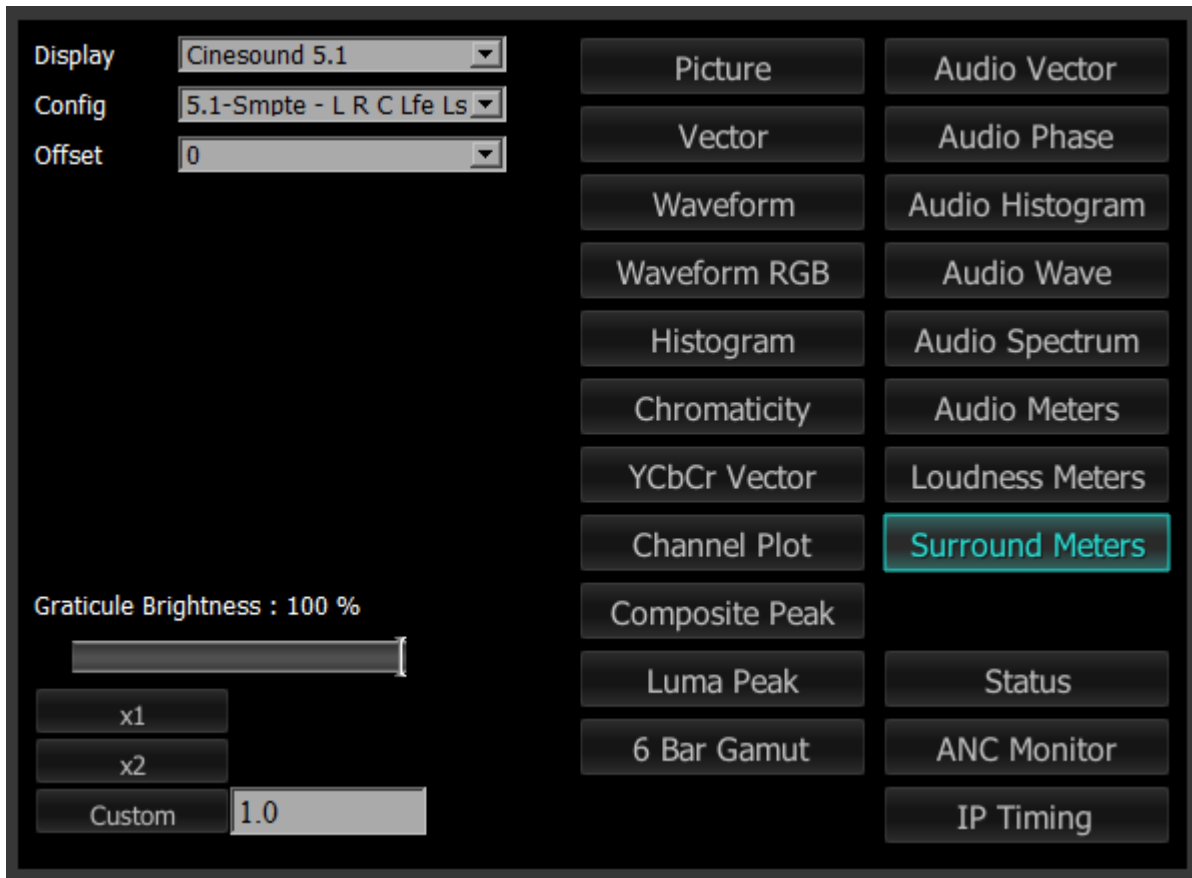 Display Cinesound 5.1
Config 5.1-Smpte - L R C Lfe Ls
Offset 0
Graticule Brightness : 100 %
x1
x2
Custom 1.0
Picture Audio Vector
Vector Audio Phase
Waveform Audio Histogram
Waveform RGB Audio Wave
Histogram Audio Spectrum
Chromaticity Audio Meters
YCbCr Vector Loudness Meters
Channel Plot Surround Meters
Composite Peak
Luma Peak Status
6 Bar Gamut ANC Monitor
IP Timing